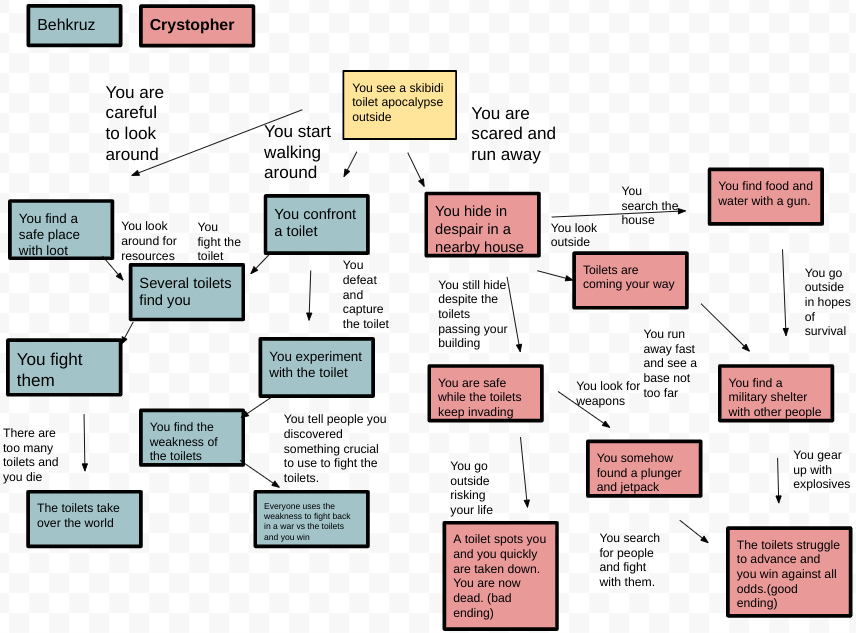 Behkruz
Crystopher
You see a skibidi
toilet apocalypse
outside
You are
careful
to look
around
You start
walking
around
You are
scared and
run away
You find a
safe place
with loot
You look
around for
resources
You
fight the
toilet
You confront
a toilet
You hide in
despair in a
nearby house
You
search the
house
You look
outside
You find food and
water with a gun.
Several toilets
find you
You
defeat
and
capture
the toilet
Toilets are
coming your way
You still hide
despite the
toilets
passing your
building
You go
outside
in hopes
of
survival
You run
away fast
and see a
base not
too far
You fight
them
You experiment
with the toilet
You are safe
while the toilets
keep invading
You look for
weapons
You find a
military shelter
with other people
There are
too many
toilets and
you die
You find the
weakness of
the toilets
You tell people you
discovered
something crucial
to use to fight the
toilets.
You go
outside
risking
your life
You somehow
found a plunger
and jetpack
You gear
up with
explosives
The toilets take
over the world
Everyone uses the
weakness to fight back
in a war vs the toilets
and you win
A toilet spots you
and you quickly
are taken down.
You are now
dead. (bad
ending)
You search
for people
and fight
with them.
The toilets struggle
to advance and
you win against all
odds.(good
ending)